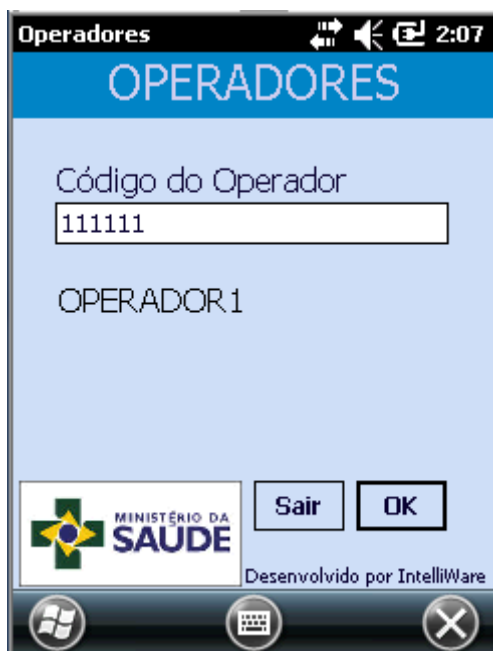 Operadores 2:07
OPERADORES
Código do Operador
111111
OPERADOR1
MINISTÉRIO DA
SAÚDE
Sair OK
Desenvolvido por IntelliWare